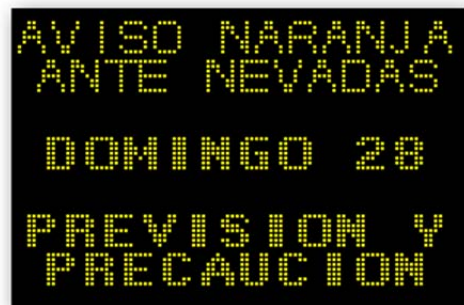 AVISO NARANJA
ANTE NEVADAS
DOMINGO 28
PREVISION Y
PRECAUCION